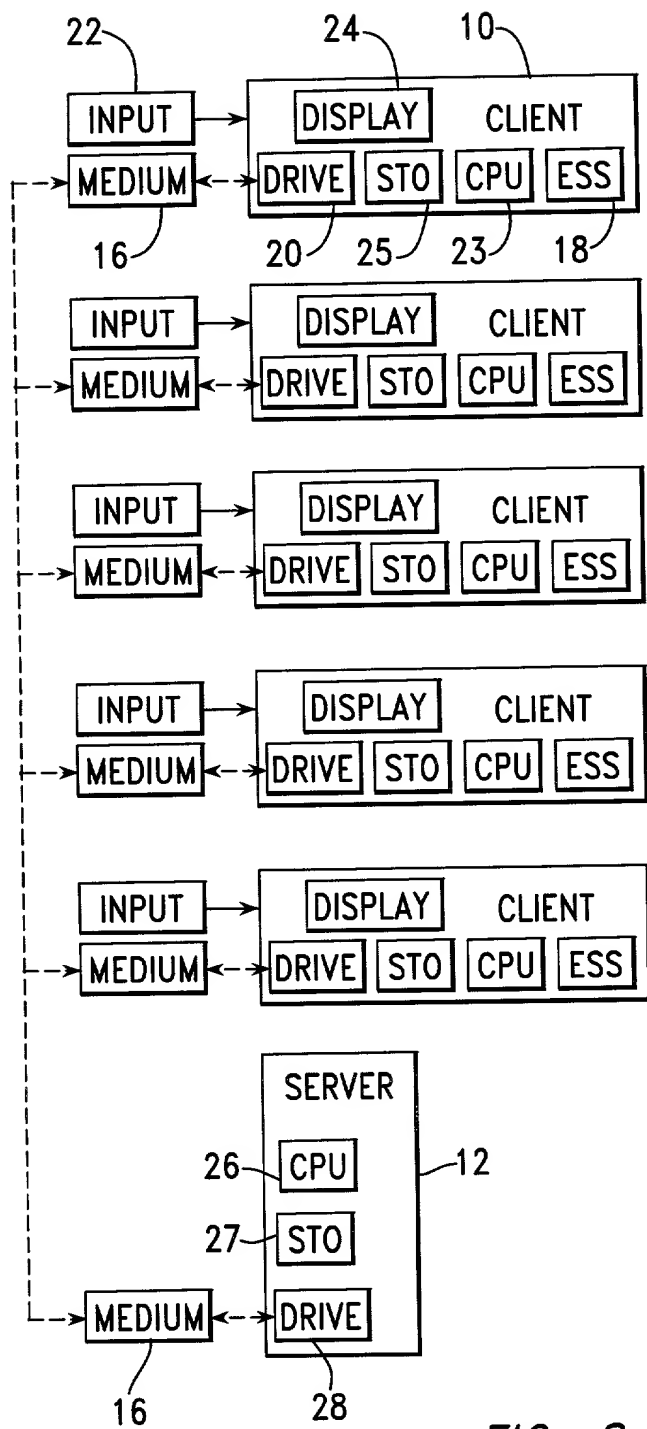 22 24 10
INPUT DISPLAY CLIENT
MEDIUM DRIVE STO CPU ESS
16 20 25 23 18
INPUT DISPLAY CLIENT
MEDIUM DRIVE STO CPU ESS
INPUT DISPLAY CLIENT
MEDIUM DRIVE STO CPU ESS
INPUT DISPLAY CLIENT
MEDIUM DRIVE STO CPU ESS
INPUT DISPLAY CLIENT
MEDIUM DRIVE STO CPU ESS
SERVER
26 CPU 12
27 STO
MEDIUM DRIVE
16 28